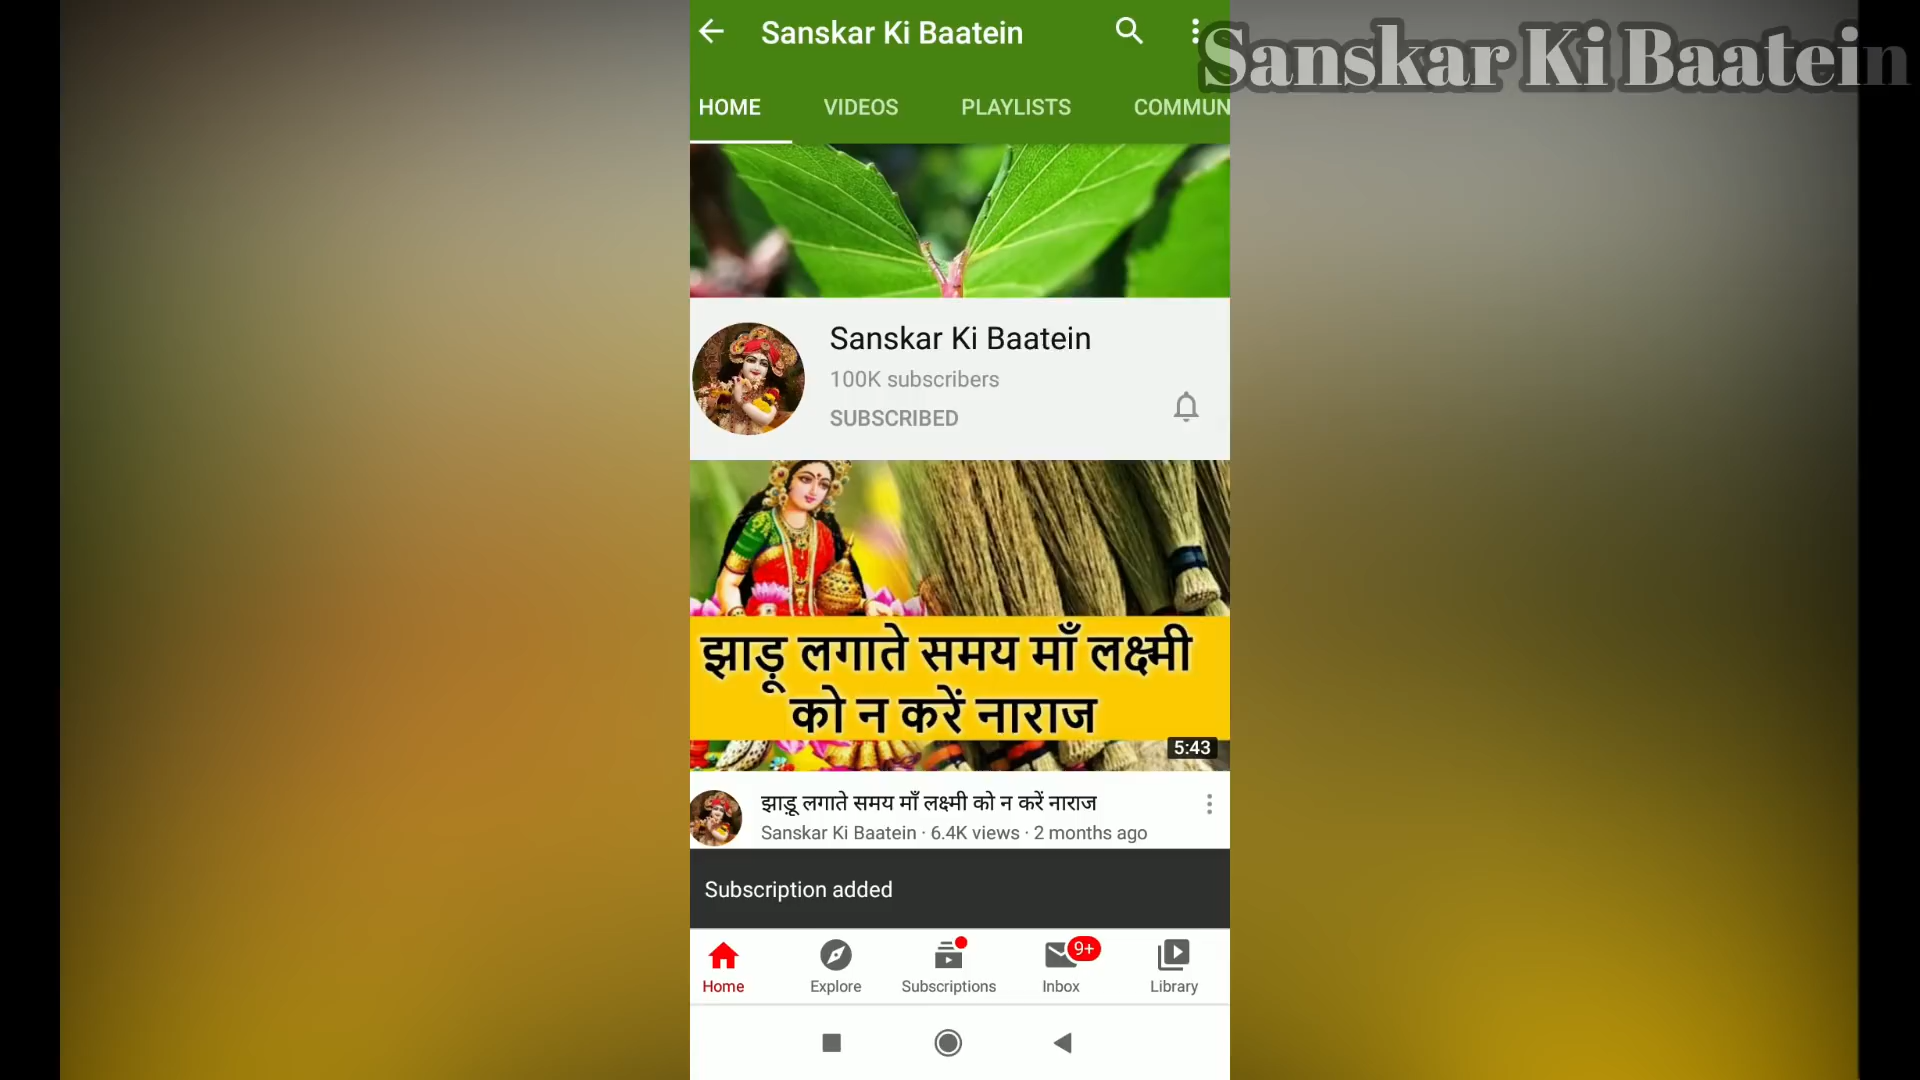 Sanskar Ki Baatein
Sanskar Ki Baatein
HOME VIDEOS PLAYLISTS COMMUN
Sanskar Ki Baatein
100K subscribers
SUBSCRIBED
झाड़ू लगाते समय माँ लक्ष्मी
को न करें नाराज
5:43
झाड़ू लगाते समय माँ लक्ष्मी को न करें नाराज
Sanskar Ki Baatein · 6.4K views · 2 months ago
Subscription added
9+
Home Explore Subscriptions Inbox Library